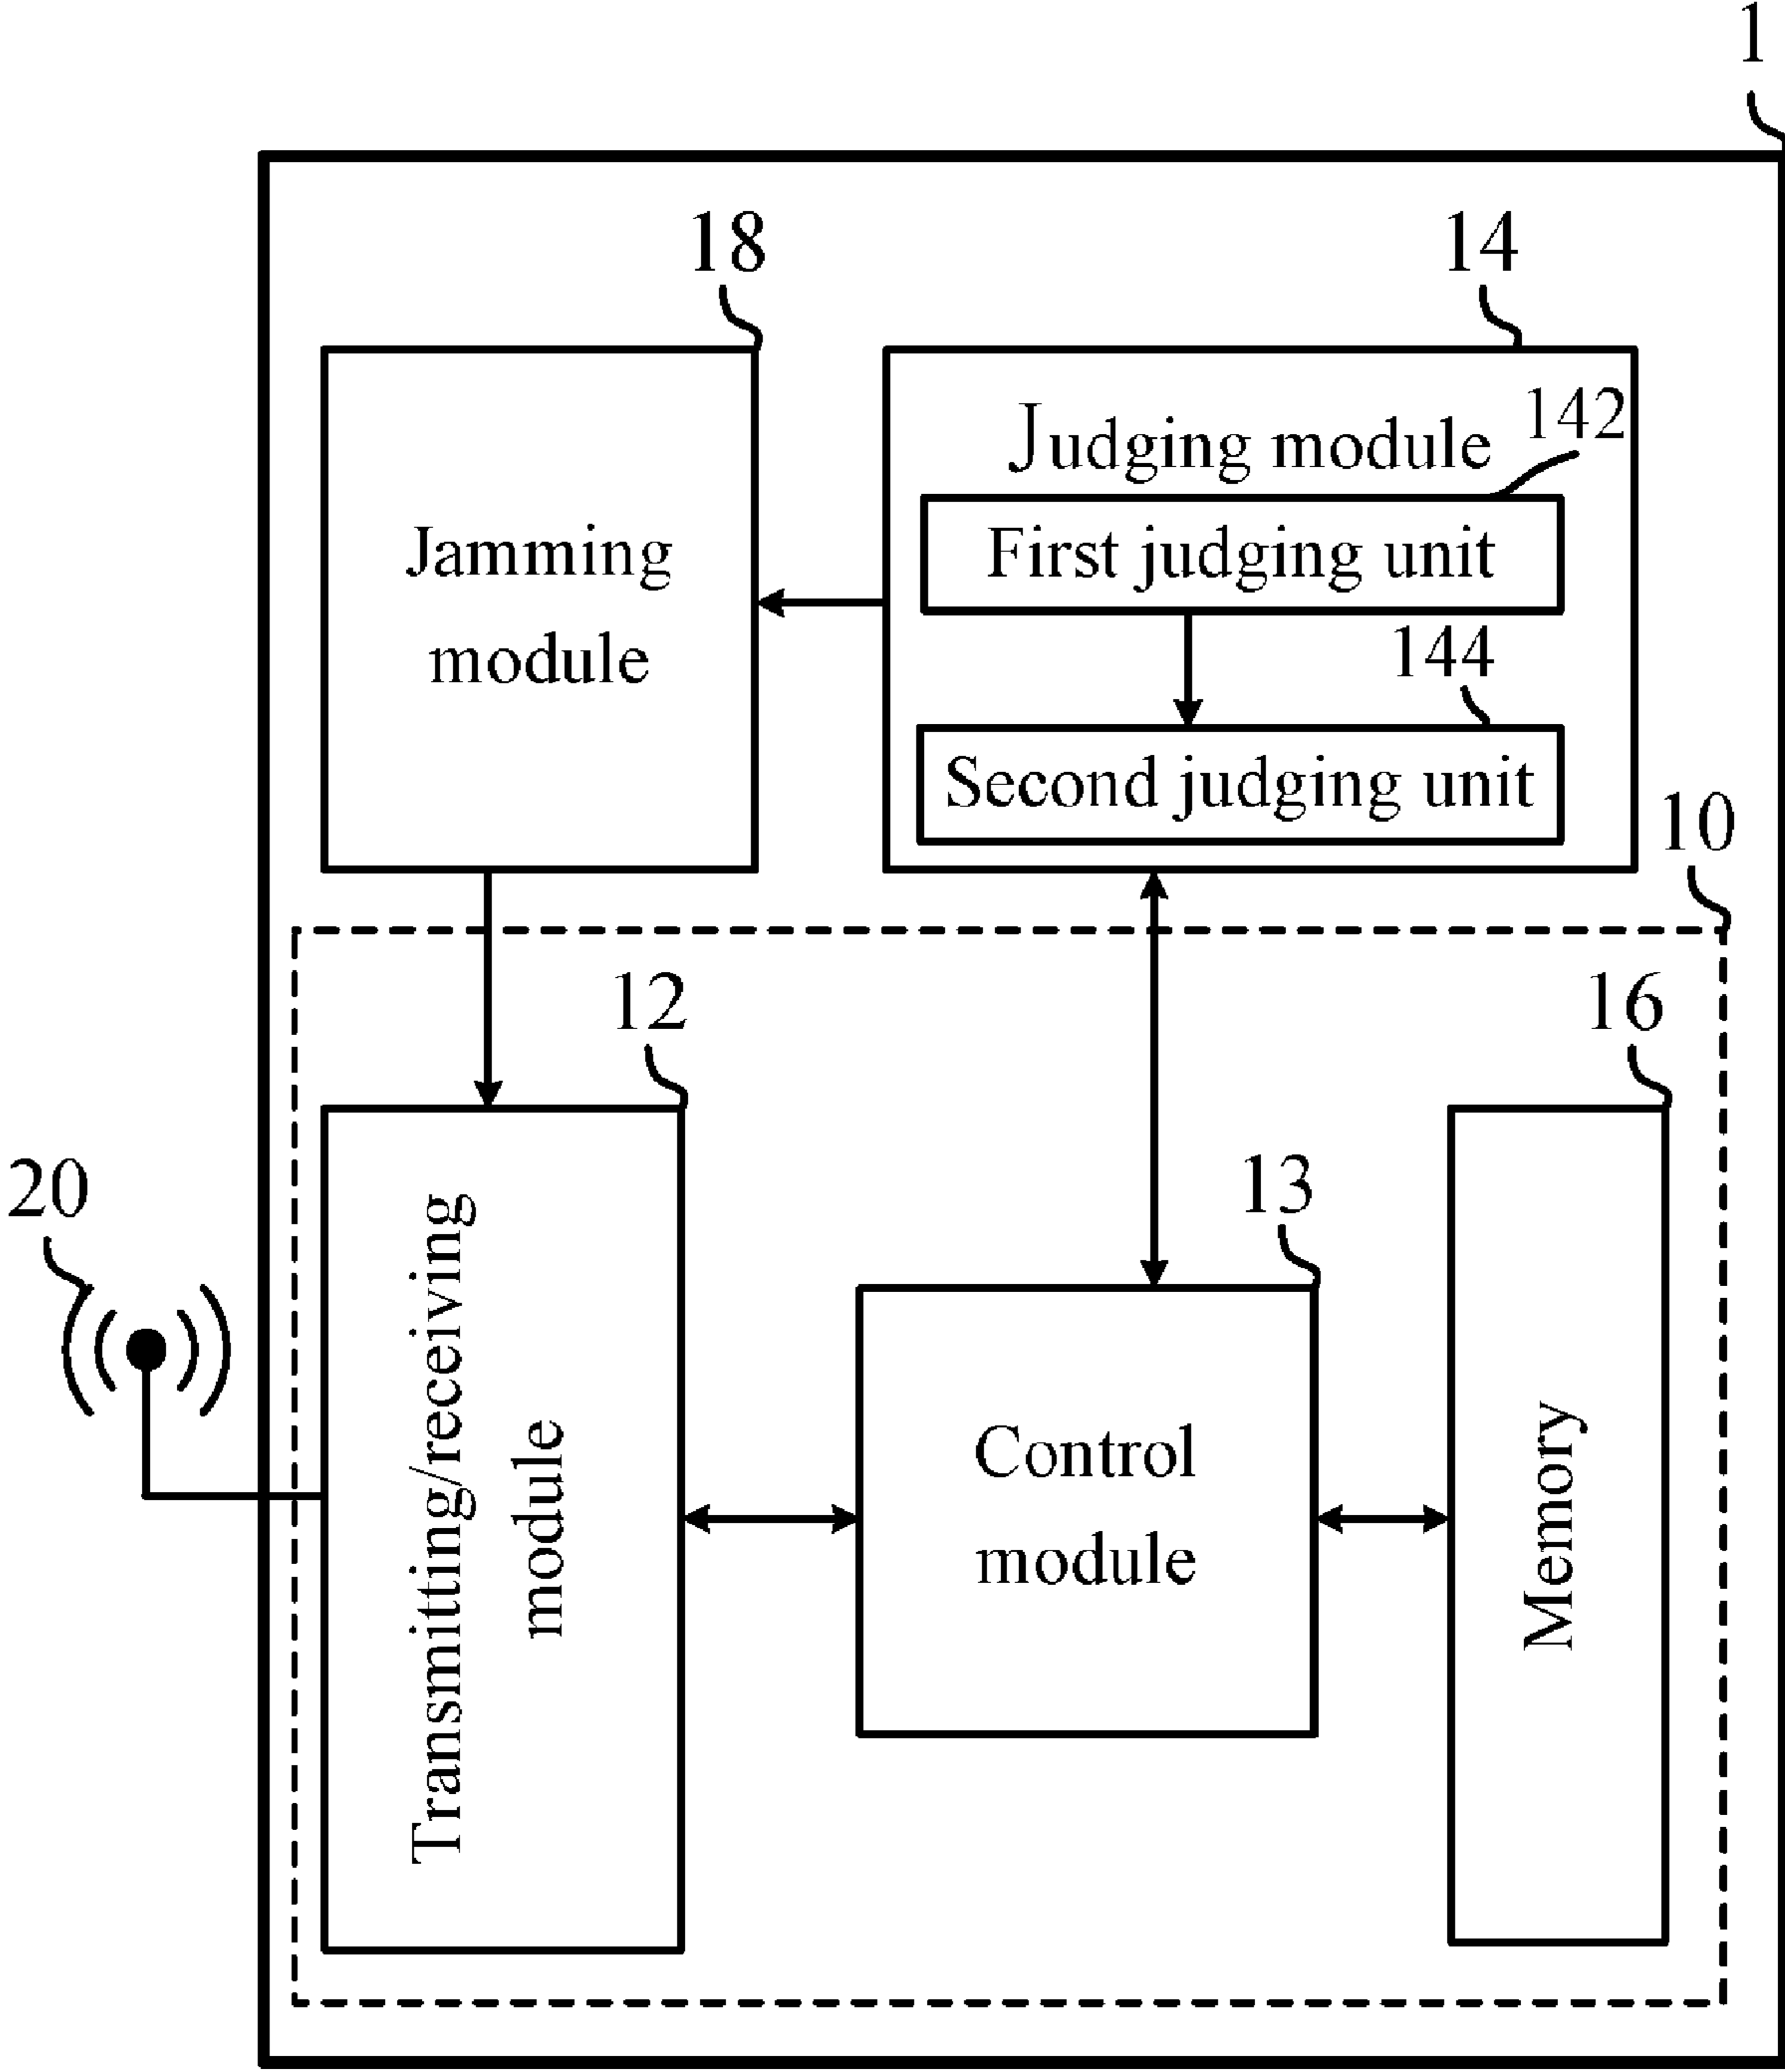 1
18
14
Judging module
142
First judging unit
Jamming
module
144
Second judging unit
10
12
16
20
13
Transmitting/receiving
module
Control
module
Memory